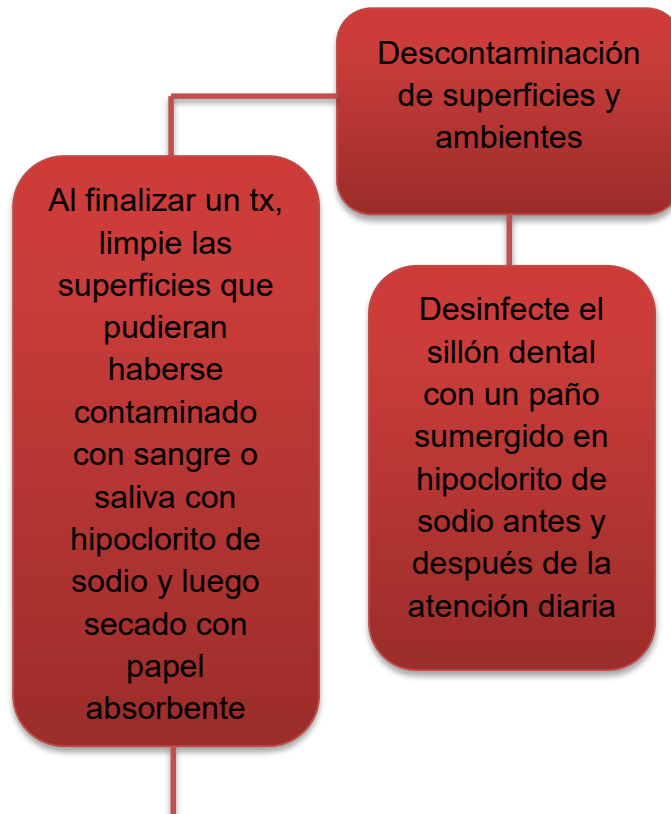 Descontaminación
de superficies y
ambientes
Al finalizar un tx,
limpie las
superficies que
pudieran
haberse
contaminado
con sangre o
saliva con
hipoclorito de
sodio y luego
secado con
papel
absorbente
Desinfecte el
sillón dental
con un paño
sumergido en
hipoclorito de
sodio antes y
después de la
atención diaria